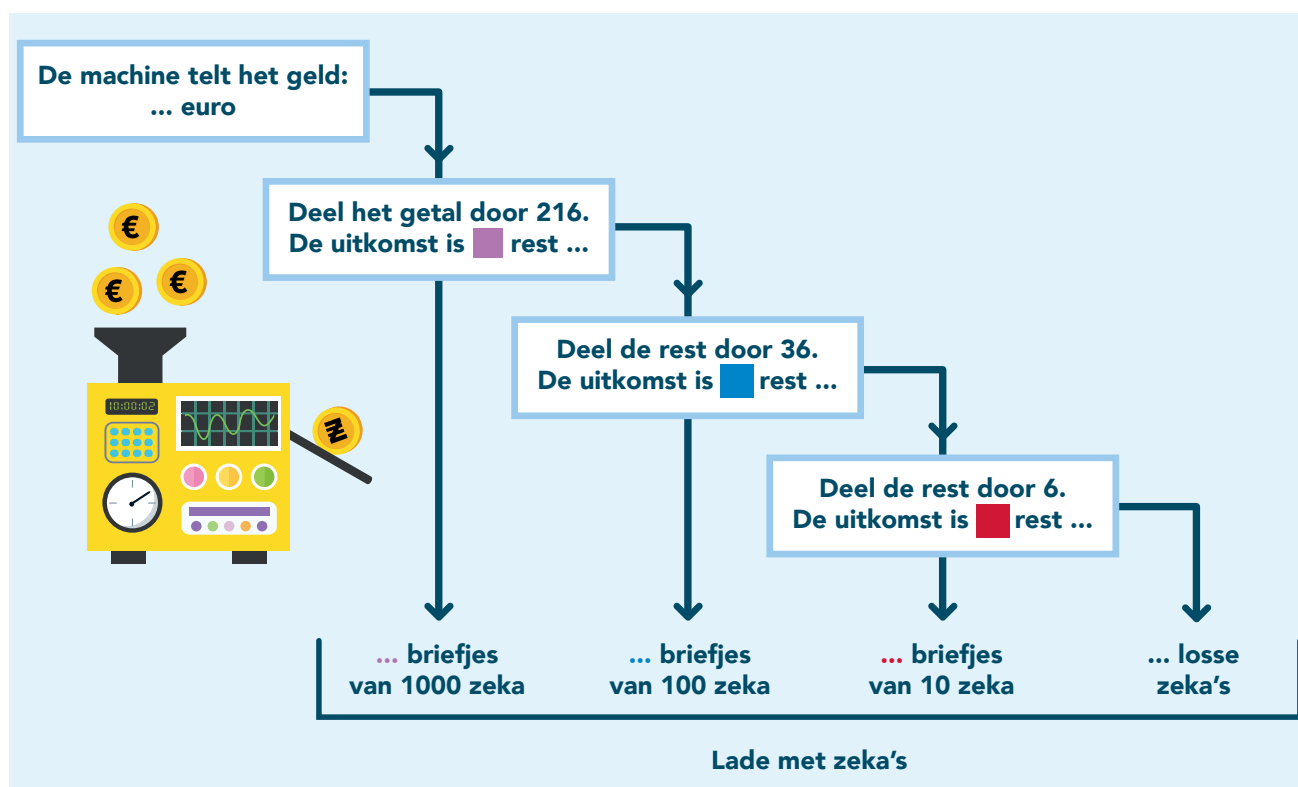 De machine telt het geld:
... euro
Deel het getal door 216.
De uitkomst is rest ...
Deel de rest door 36.
De uitkomst is rest ...
Deel de rest door 6.
De uitkomst is rest ...
€
€
€
10:00:02
... briefjes
van 1000 zeka
... briefjes
van 100 zeka
... briefjes
van 10 zeka
... losse
zeka's
Lade met zeka's